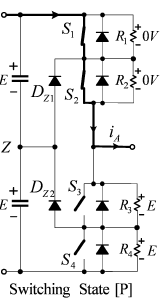 S1
R1 0V
E
DZ1
S2
R2 0V
Z
iA
DZ2
S3
E
R3 E
S4
R4 E
Switching State [P]